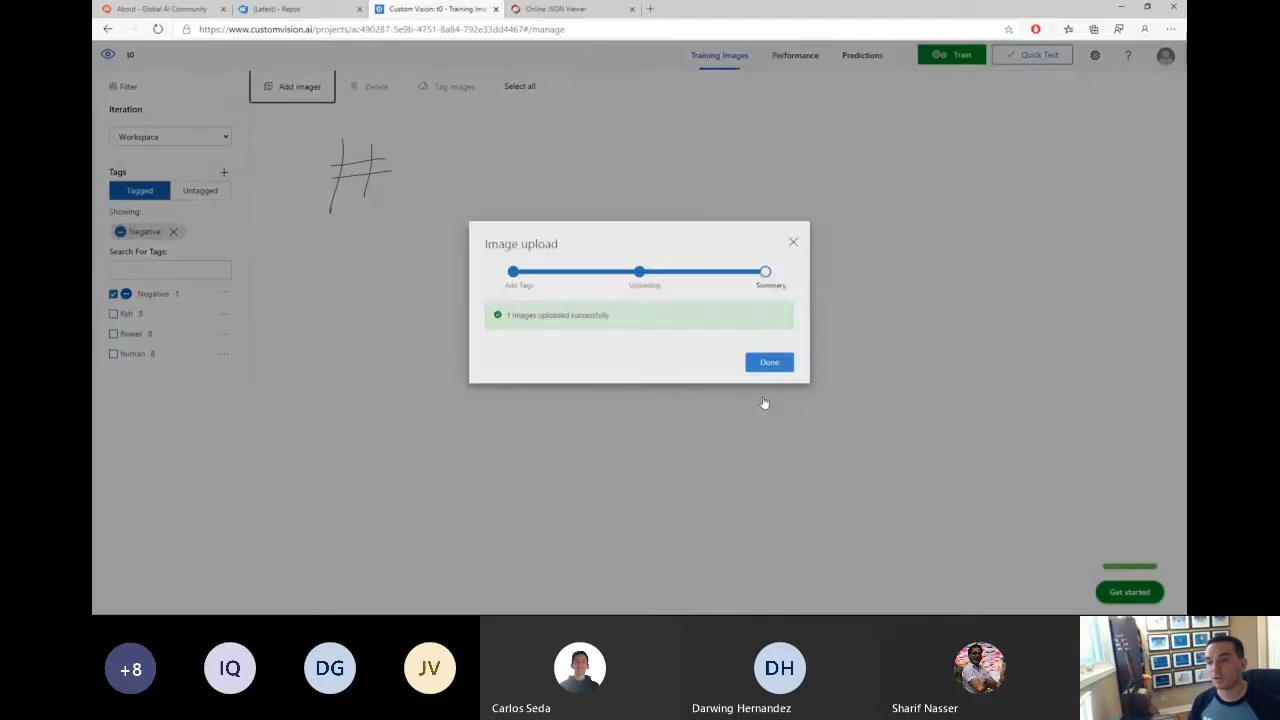 About - Global AI Community
(Latest) - Repos
Custom Vision: t0 - Training Ima
Online JSON Viewer
https://www.customvision.ai/projects/ac490287-5e9b-4751-8a84-792e33dd4467#/manage
t0
Training Images
Performance
Predictions
Train
Quick Test
?
Filter
Add images
Delete
Tag images
Select all
Iteration
Workspace
Tags
+
Tagged
Untagged
Showing:
Negative
Search For Tags:
Negative 1
fish 8
flower 8
human 8
Image upload
Add Tags
Uploading
Summary
1 images uploaded successfully
Done
Get started
+8
IQ
DG
JV
DH
Carlos Seda
Darwing Hernandez
Sharif Nasser